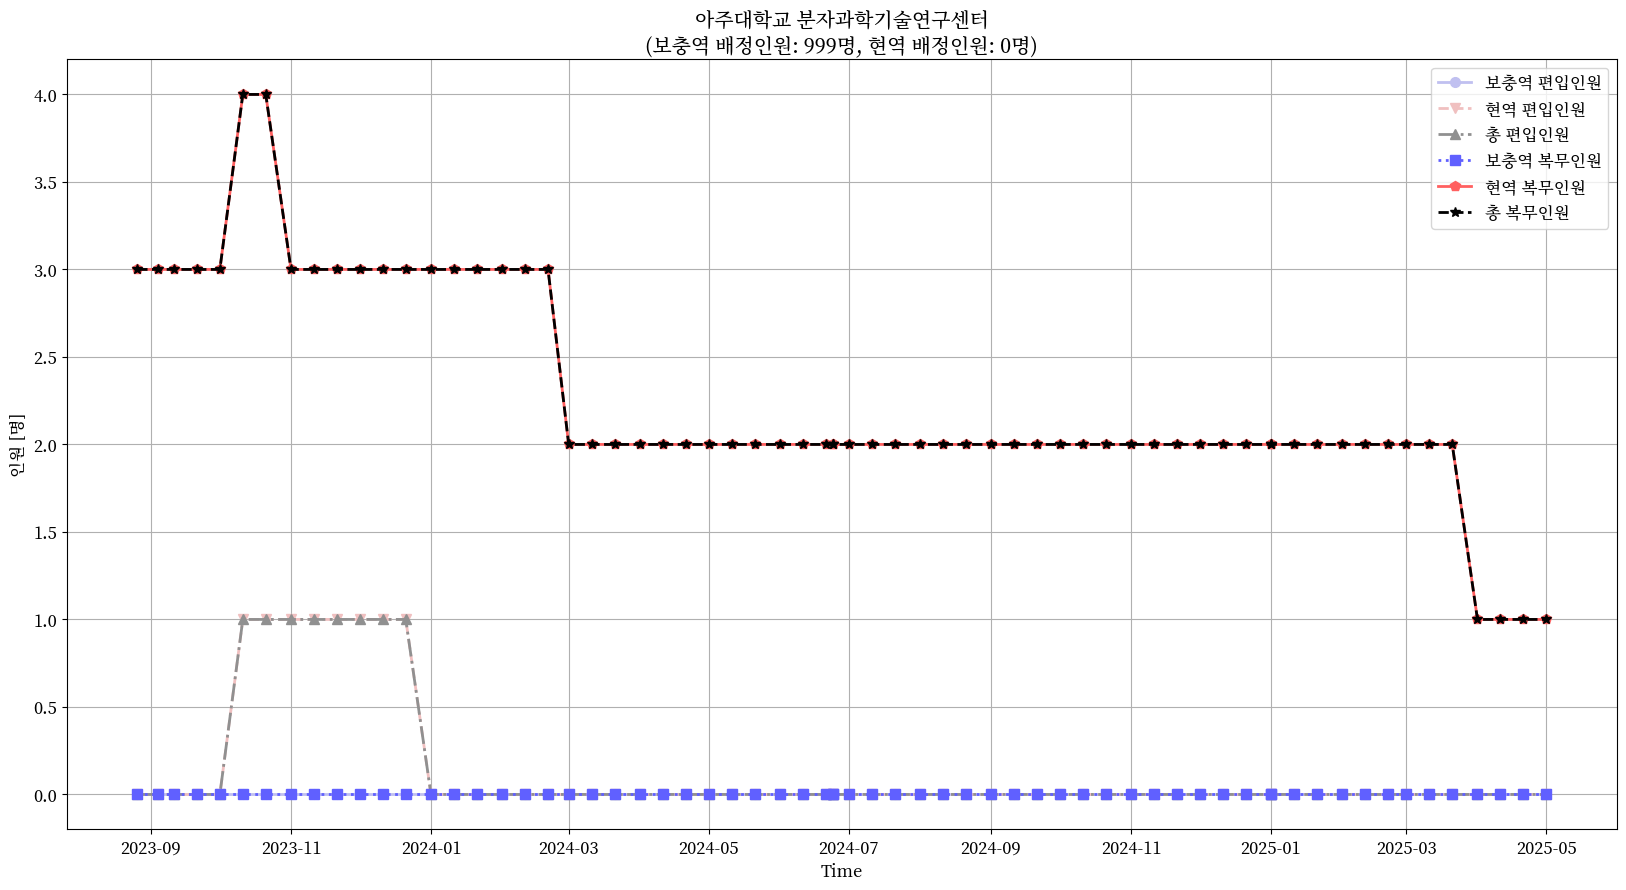 아주대학교 분자과학기술연구센터
(보충역 배정인원: 999명, 현역 배정인원: 0명)
보충역 편입인원
현역 편입인원
총 편입인원
보충역 복무인원
현역 복무인원
총 복무인원
인원 [명]
4.0
3.5
3.0
2.5
2.0
1.5
1.0
0.5
0.0
2023-09
2023-11
2024-01
2024-03
2024-05
2024-07
2024-09
2024-11
2025-01
2025-03
2025-05
Time